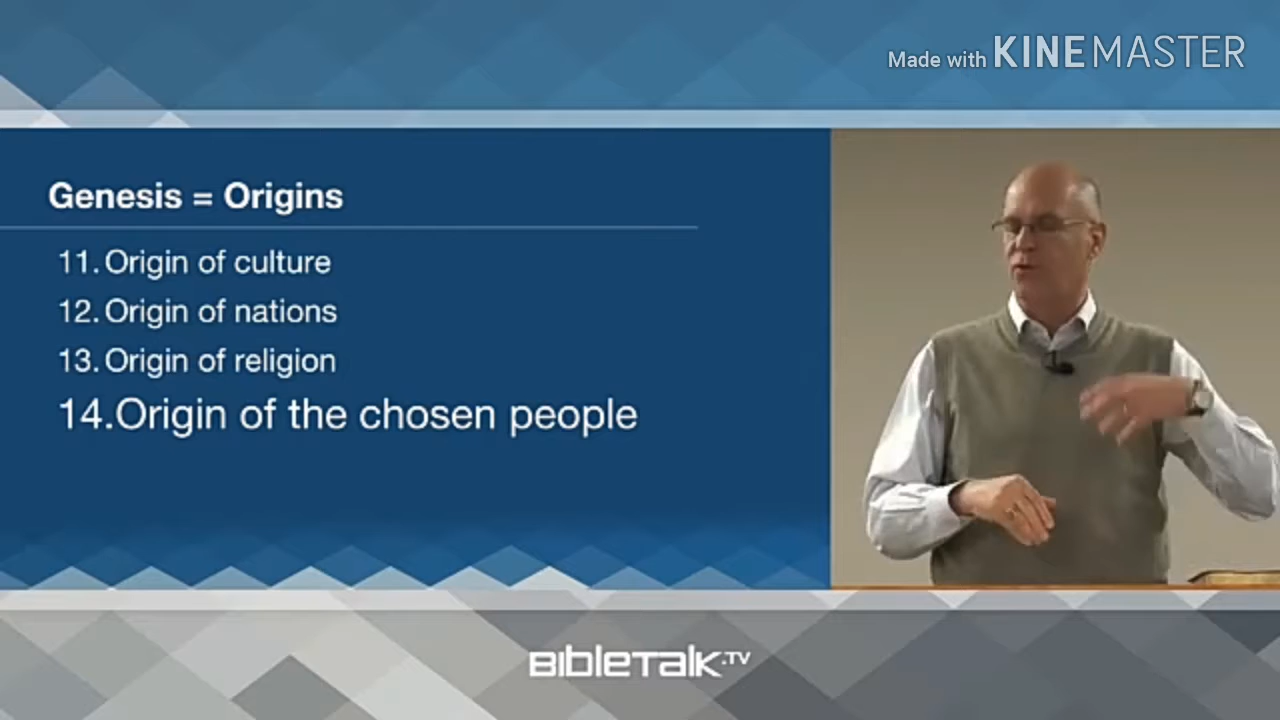 Made with KINEMASTER
Genesis = Origins
11. Origin of culture
12. Origin of nations
13. Origin of religion
14. Origin of the chosen people
BIBLETALK.TV